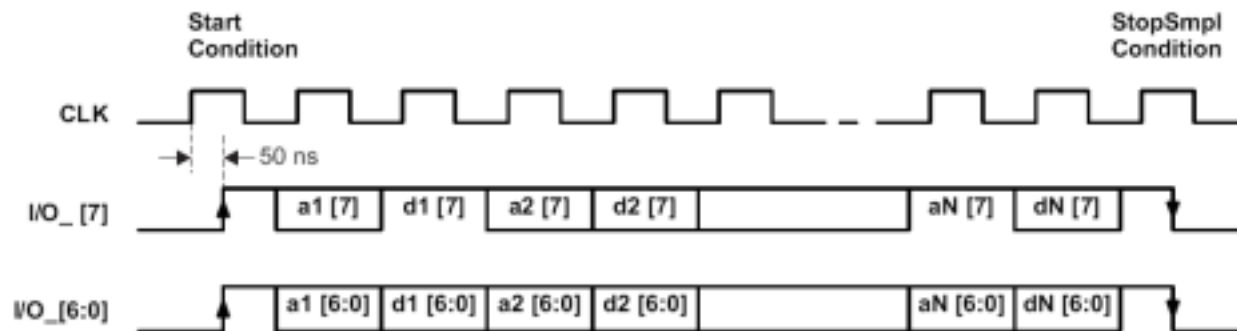 Start
Condition
StopSmpl
Condition
CLK
50 ns
I/O_ [7]
a1 [7] d1 [7] a2 [7] d2 [7] aN [7] dN [7]
I/O_[6:0]
a1 [6:0] d1 [6:0] a2 [6:0] d2 [6:0] aN [6:0] dN [6:0]